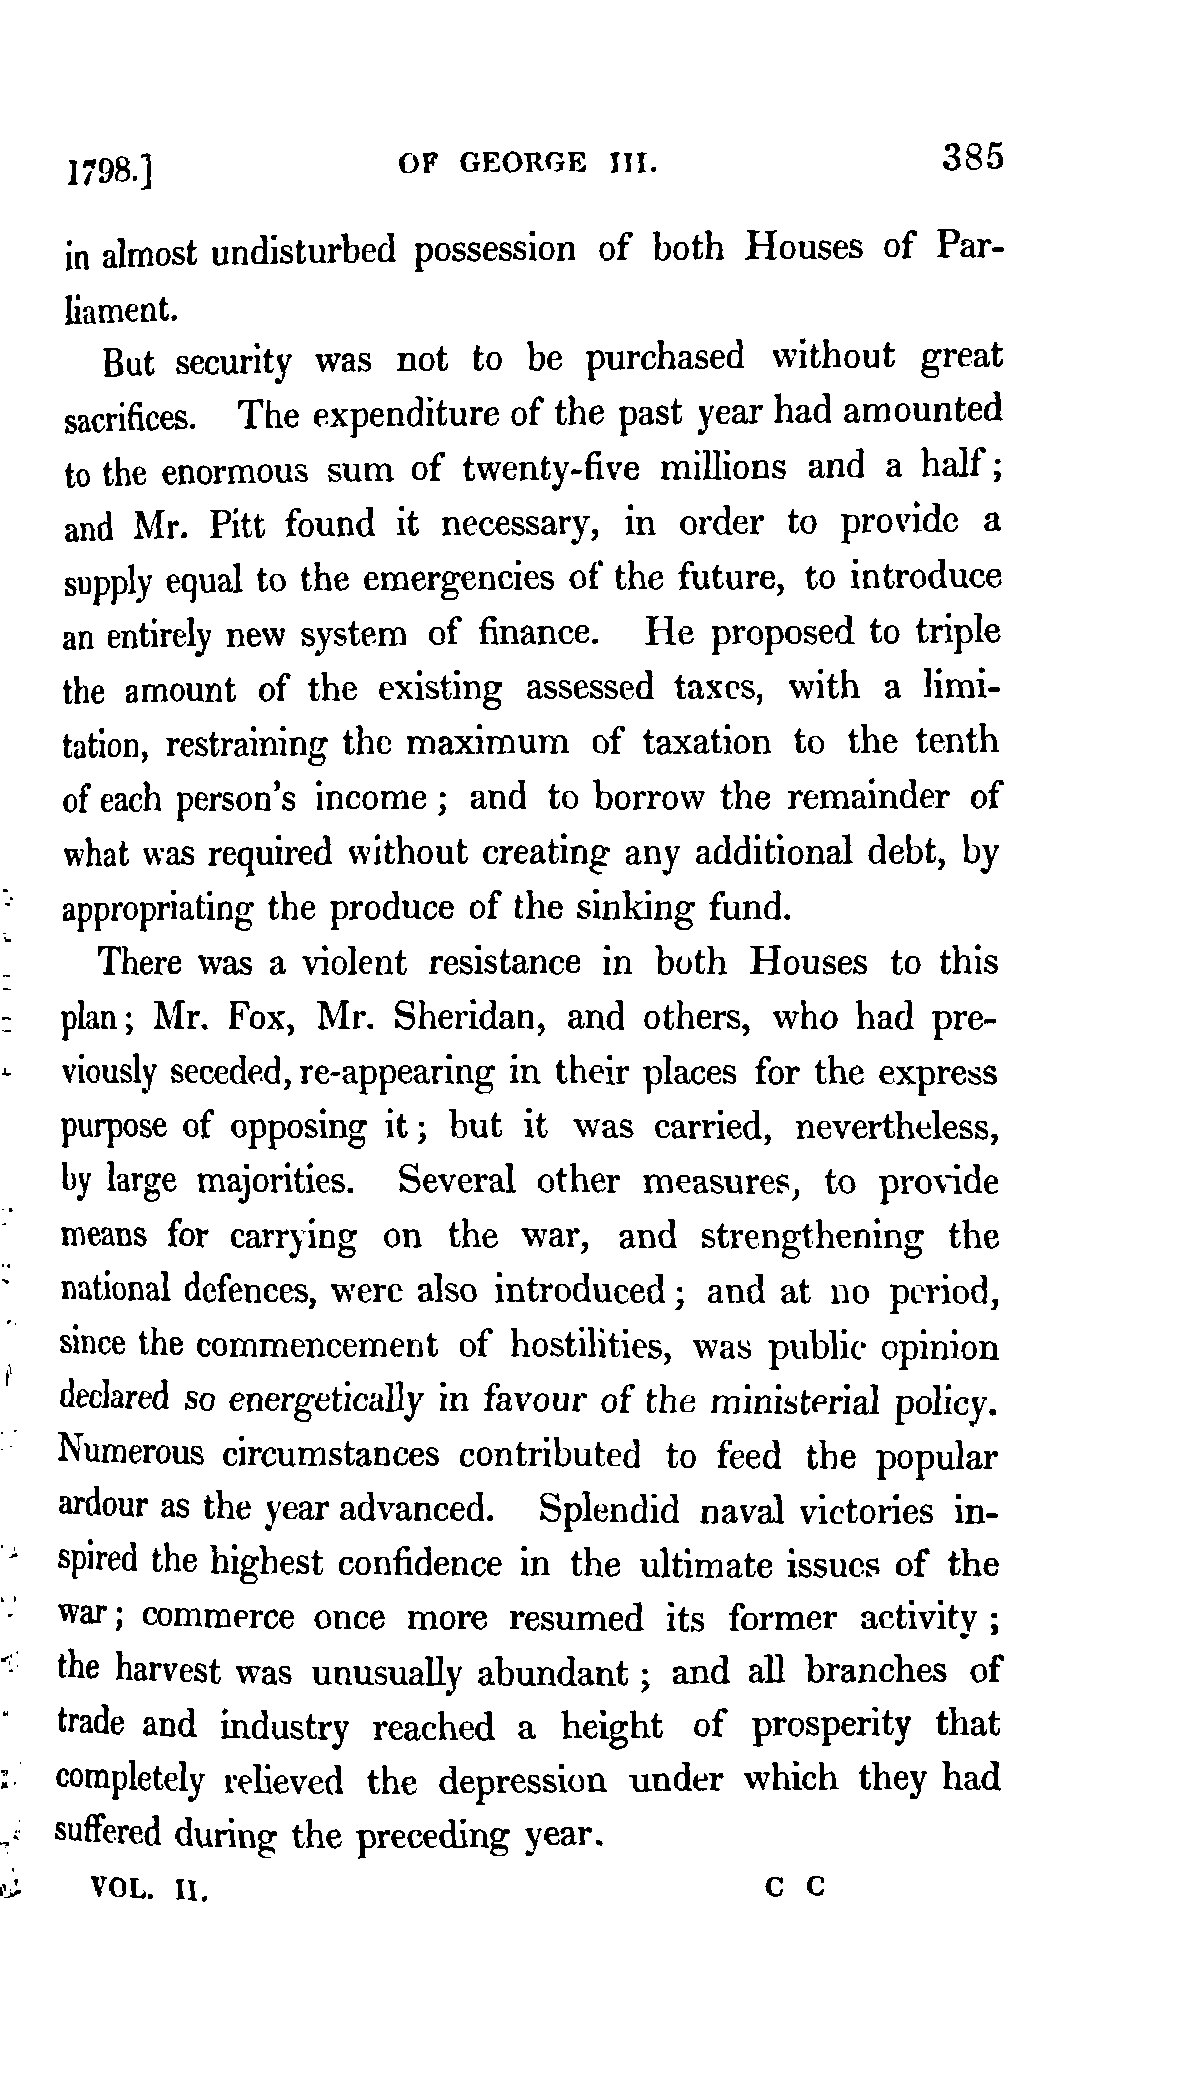 1798.] OF GEORGE III. 385
in almost undisturbed possession of both Houses of Par-
liament.
But security was not to be purchased without great
sacrifices. The expenditure of the past year had amounted
to the enormous sum of twenty-five millions and a half;
and Mr. Pitt found it necessary, in order to provide a
supply equal to the emergencies of the future, to introduce
an entirely new system of finance. He proposed to triple
the amount of the existing assessed taxes, with a limi-
tation, restraining the maximum of taxation to the tenth
of each person's income; and to borrow the remainder of
what was required without creating any additional debt, by
appropriating the produce of the sinking fund.
There was a violent resistance in both Houses to this
plan; Mr. Fox, Mr. Sheridan, and others, who had pre-
viously seceded, re-appearing in their places for the express
purpose of opposing it; but it was carried, nevertheless,
by large majorities. Several other measures, to provide
means for carrying on the war, and strengthening the
national defences, were also introduced; and at no period,
since the commencement of hostilities, was public opinion
declared so energetically in favour of the ministerial policy.
Numerous circumstances contributed to feed the popular
ardour as the year advanced. Splendid naval victories in-
spired the highest confidence in the ultimate issues of the
war; commerce once more resumed its former activity;
the harvest was unusually abundant; and all branches of
trade and industry reached a height of prosperity that
completely relieved the depression under which they had
suffered during the preceding year.
VOL. II. C C